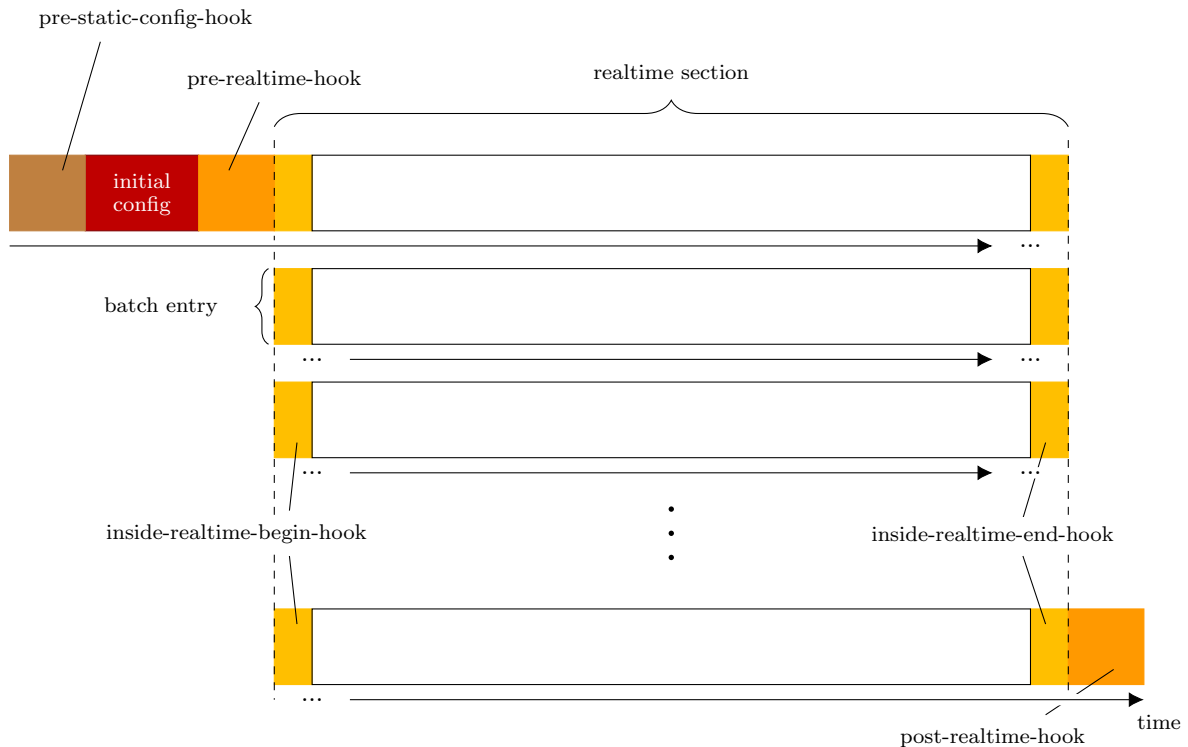 pre-static-config-hook
realtime section
pre-realtime-hook
initial
config
...
batch entry
... ...
... ...
inside-realtime-begin-hook
inside-realtime-end-hook
...
time
post-realtime-hook